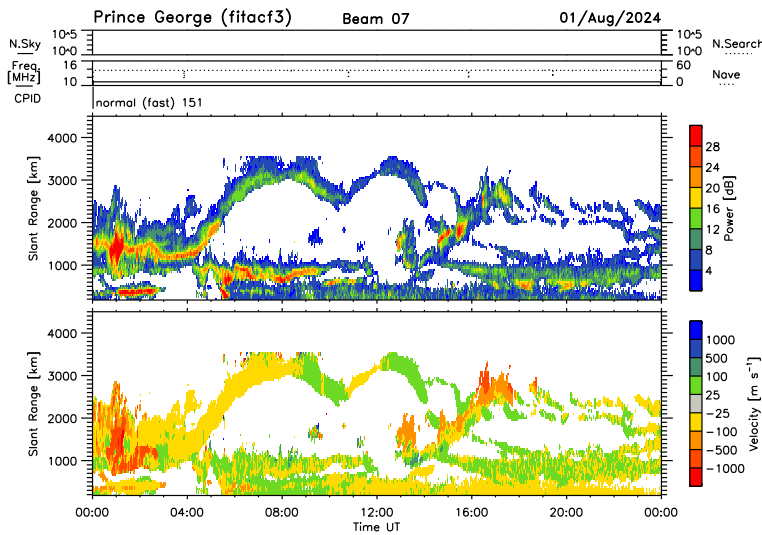 Prince George (fitacf3) Beam 07 01/Aug/2024
N.Sky 10^5 10^5 N.Search
10^0 10^0
Freq. 16 60
[MHz] 10 0 Nave
CPID normal (fast) 151
4000
3000
2000
1000
Slant Range [km]
28
24
20
16
12
8
4
Power [dB]
4000
3000
2000
1000
Slant Range [km]
1000
500
100
25
-25
-100
-500
-1000
Velocity [m s⁻¹]
00:00 04:00 08:00 12:00 16:00 20:00 00:00
Time UT